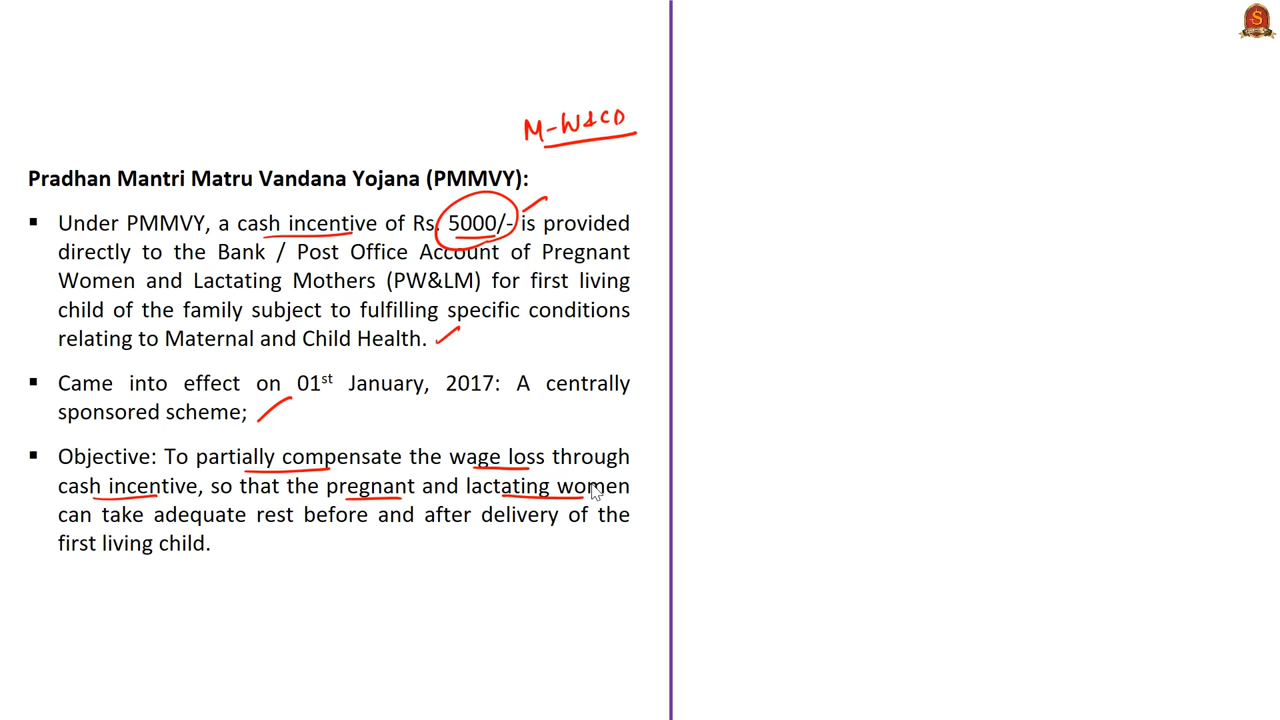 M-W&CD
Pradhan Mantri Matru Vandana Yojana (PMMVY):
▪ Under PMMVY, a cash incentive of Rs. 5000/- is provided
directly to the Bank / Post Office Account of Pregnant
Women and Lactating Mothers (PW&LM) for first living
child of the family subject to fulfilling specific conditions
relating to Maternal and Child Health.
▪ Came into effect on 01st January, 2017: A centrally
sponsored scheme;
▪ Objective: To partially compensate the wage loss through
cash incentive, so that the pregnant and lactating women
can take adequate rest before and after delivery of the
first living child.